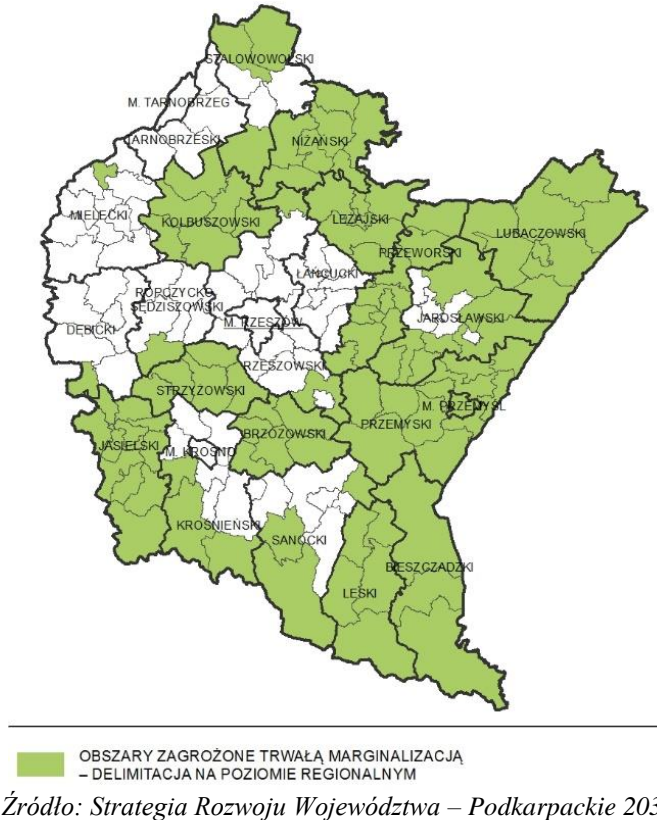 STALOWOWOLSKI
M. TARNOBRZEG
TARNOBRZESKI
NIŻAŃSKI
MIELECKI
KOLBUSZOWSKI
LEŻAJSKI
LUBACZOWSKI
PRZEWORSKI
ŁAŃCUCKI
ROPCZYCKO
SĘDZISZOWSKI
JAROSŁAWSKI
DĘBICKI
M. RZESZÓW
RZESZOWSKI
STRZYŻOWSKI
M. PRZEMYŚL
PRZEMYSKI
BRZOZOWSKI
JASIELSKI
M. KROSNO
KROŚNIEŃSKI
SANOCKI
BIESZCZADZKI
LESKI
OBSZARY ZAGROŻONE TRWAŁĄ MARGINALIZACJĄ
– DELIMITACJA NA POZIOMIE REGIONALNYM
Źródło: Strategia Rozwoju Województwa – Podkarpackie 203